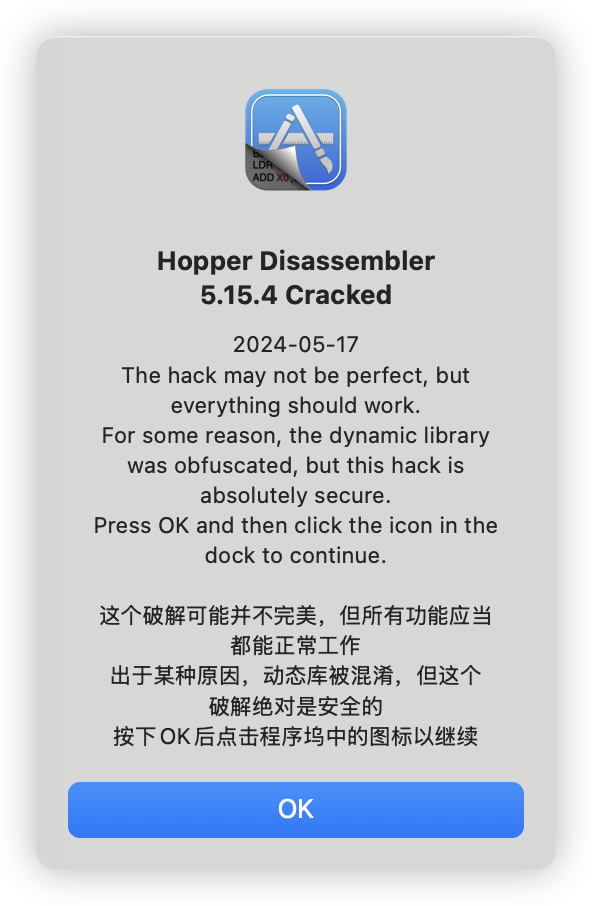 LDR
ADD X0,
Hopper Disassembler
5.15.4 Cracked
2024-05-17
The hack may not be perfect, but
everything should work.
For some reason, the dynamic library
was obfuscated, but this hack is
absolutely secure.
Press OK and then click the icon in the
dock to continue.
这个破解可能并不完美，但所有功能应当
都能正常工作
出于某种原因，动态库被混淆，但这个
破解绝对是安全的
按下OK后点击程序坞中的图标以继续
OK